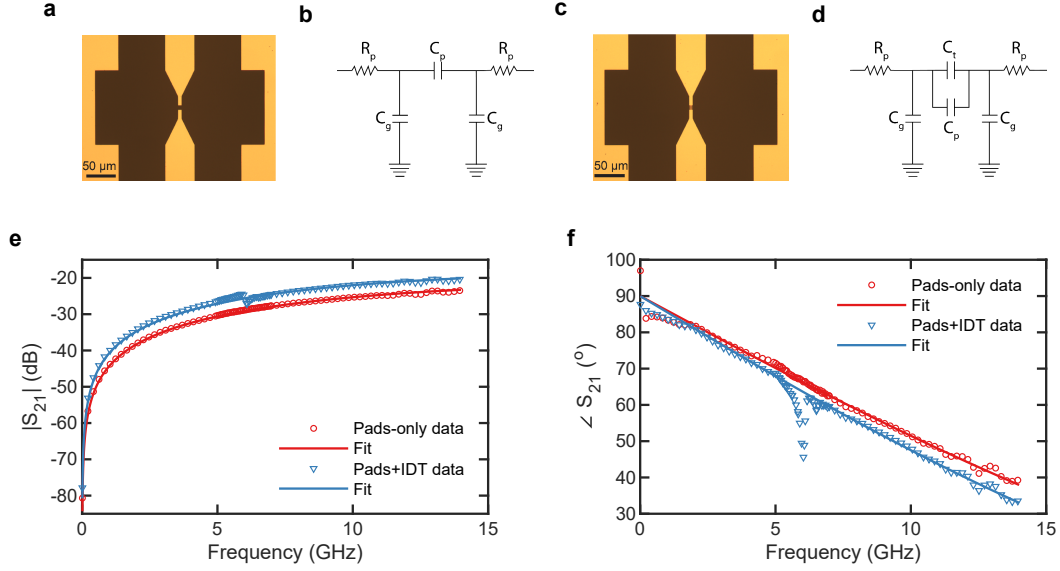 a
b
c
d
50 µm
R_p
C_p
R_p
C_g
C_g
50 µm
R_p
C_t
R_p
C_g
C_p
C_g
e
|S_21| (dB)
-20
-30
-40
-50
-60
-70
-80
0
5
10
15
Frequency (GHz)
Pads-only data
Fit
Pads+IDT data
Fit
f
∠ S_21 (°)
100
90
80
70
60
50
40
30
0
5
10
15
Frequency (GHz)
Pads-only data
Fit
Pads+IDT data
Fit